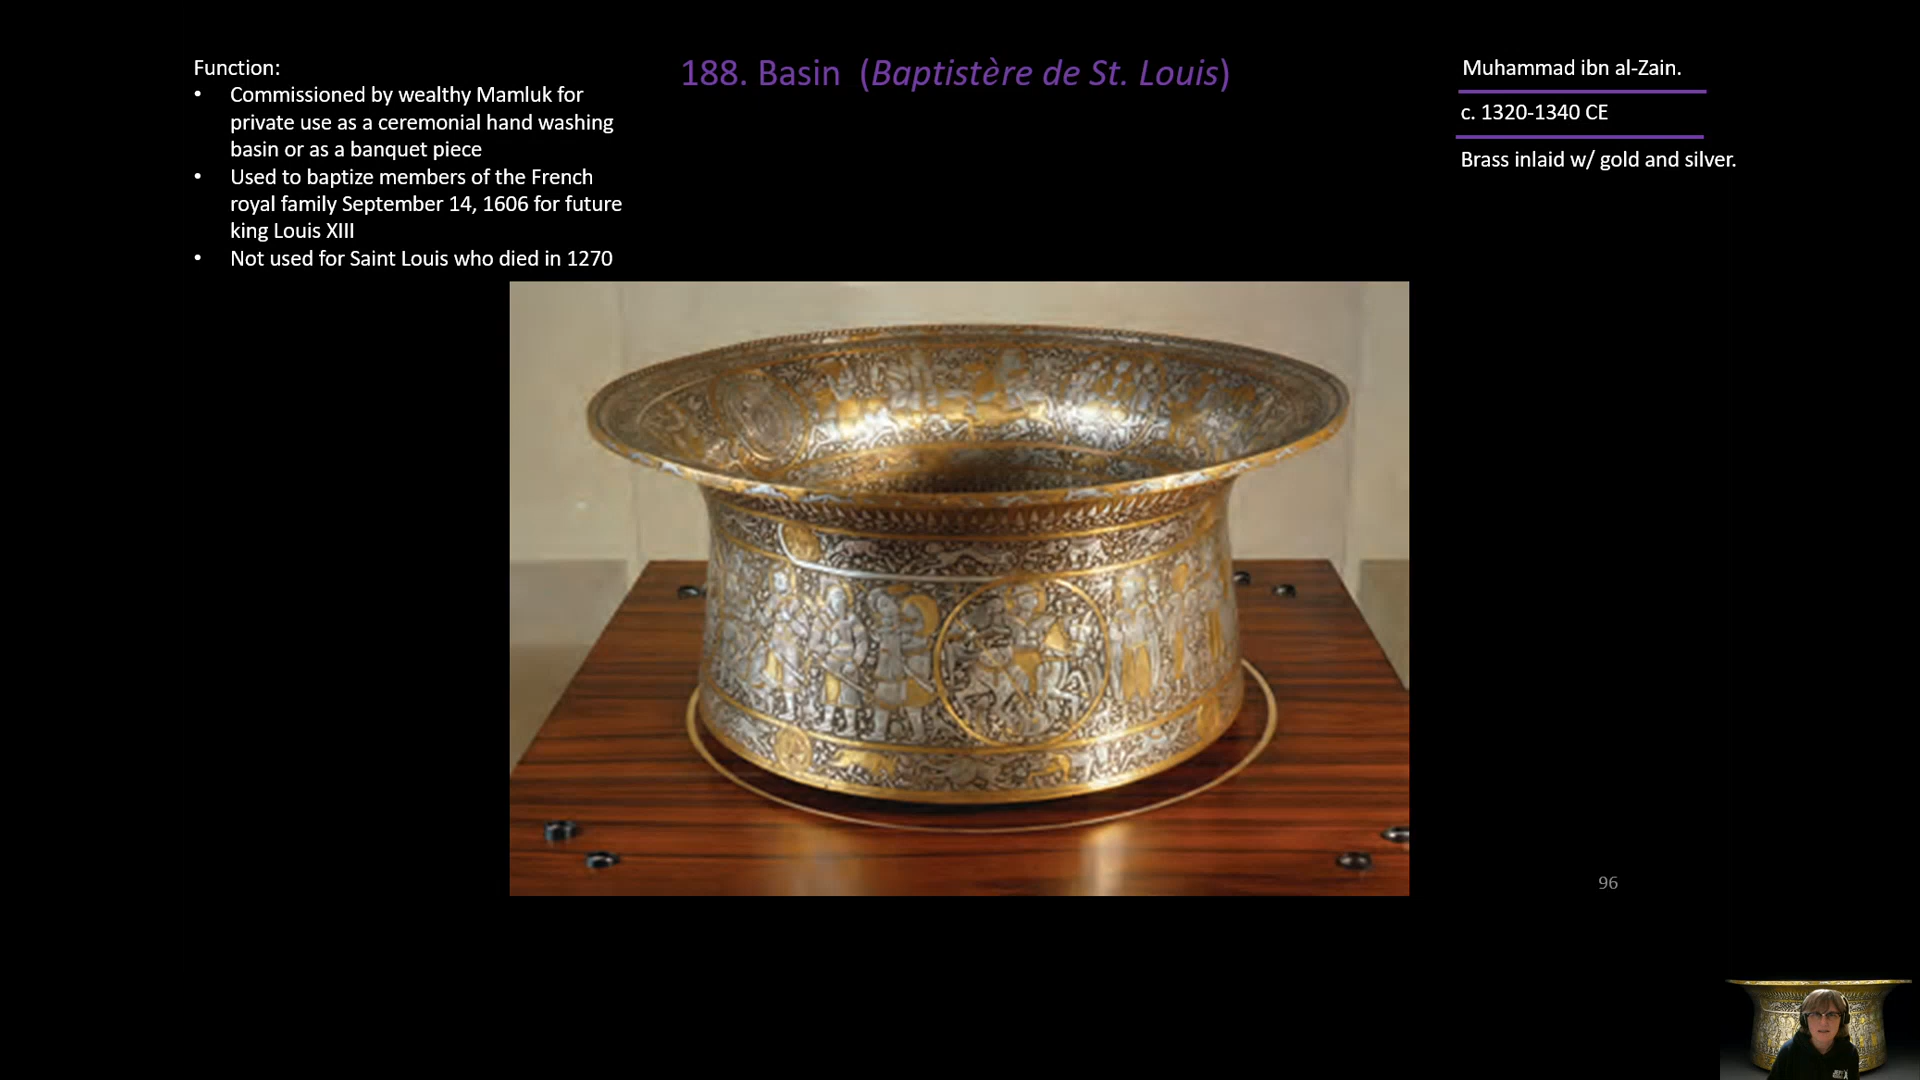 188. Basin (Baptistère de St. Louis)
Function:
• Commissioned by wealthy Mamluk for
private use as a ceremonial hand washing
basin or as a banquet piece
• Used to baptize members of the French
royal family September 14, 1606 for future
king Louis XIII
• Not used for Saint Louis who died in 1270
Muhammad ibn al-Zain.
c. 1320-1340 CE
Brass inlaid w/ gold and silver.
96